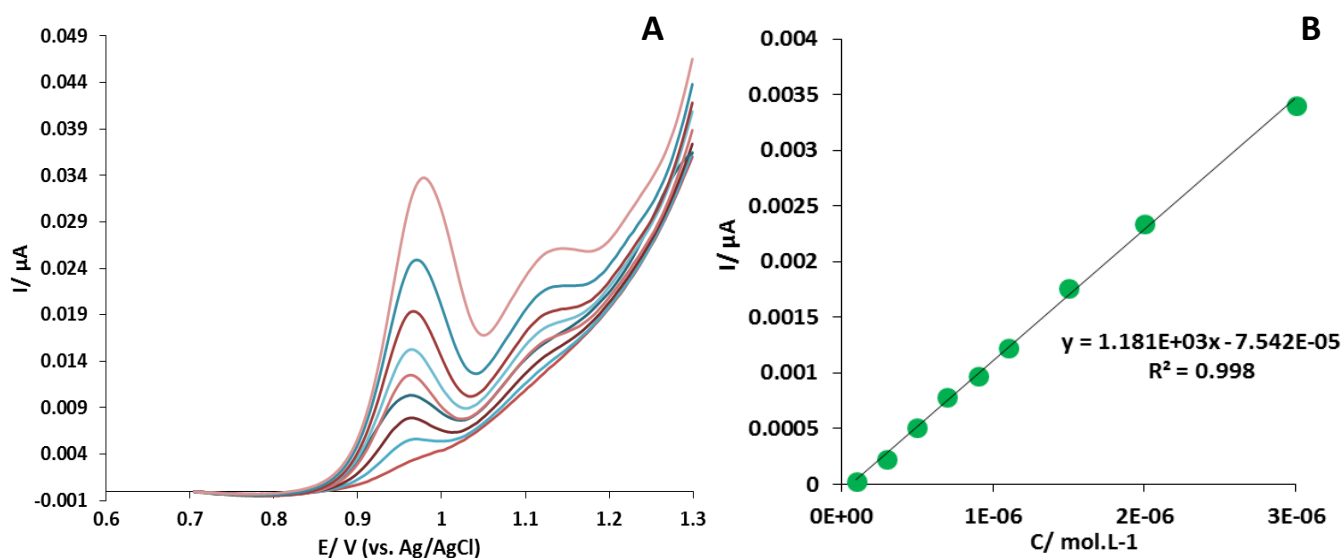 A
0.049
0.044
0.039
0.034
0.029
0.024
0.019
0.014
0.009
0.004
-0.001
I/ µA
0.6 0.7 0.8 0.9 1 1.1 1.2 1.3
E/ V (vs. Ag/AgCl)
B
0.004
0.0035
0.003
0.0025
0.002
0.0015
0.001
0.0005
0
I/ µA
y = 1.181E+03x - 7.542E-05
R² = 0.998
0E+00 1E-06 2E-06 3E-06
C/ mol.L-1